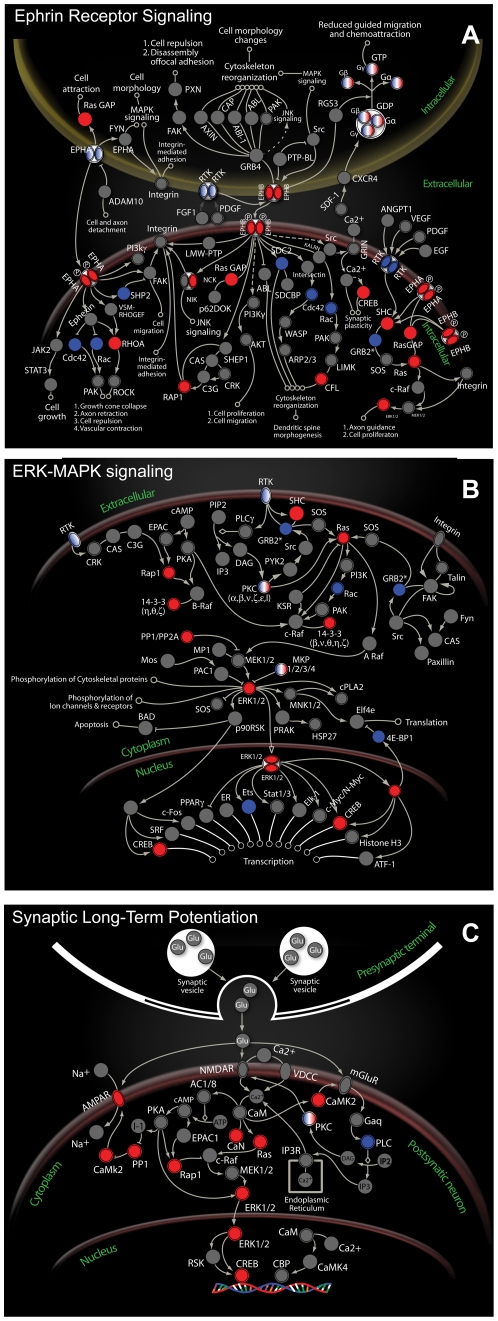 Ephrin Receptor Signaling
A
Reduced guided migration
and chemoattraction
Cell morphology
changes
1. Cell repulsion
2. Disassembly
offocal adhesion
Cytoskeleton
reorganization
GTP
Gγ
Gβ
Gα
MAPK
signaling
Cell
attraction
Cell
morphology
PXN
CAP
ABL
PAK
RGS3
Ras GAP
MAPK
signaling
JNK
signaling
GDP
Gβ
Gα
Gγ
Intracellular
FYN
FAK
AXIN
ABI-1
Src
EPHA
EPHA
Integrin-
mediated
adhesion
GRB4
PTP-BL
CXCR4
Extracellular
Integrin
RTK
RTK
EPHB
EPHB
ADAM10
SDF-1
Cell and axon
detachment
FGF1
PDGF
Ca2+
ANGPT1
VEGF
Integrin
EPHB
EPHB
Src
GRIN
PDGF
PI3Kγ
LMW-PTP
SDC2
KALRN
EGF
EPHA
EPHA
FAK
Ras GAP
Intersectin
Ca2+
RTK
RTK
SHP2
NCK
ABL
SDCBP
CREB
EPHA
EPHA
Ephexin
VSM-
RHOGEF
NIK
p62DOK
PI3Kγ
Cdc42
Rac
Synaptic
plasticity
SHC
Intracellular
Cell
migration
JNK
signaling
WASP
PAK
RasGAP
EPHB
EPHB
JAK2
RHOA
AKT
GRB2*
Cdc42
Rac
Integrin-
mediated
adhesion
CAS
SHEP1
ARP2/3
LIMK
SOS
Ras
STAT3
C3G
CRK
c-Raf
Integrin
PAK
ROCK
RAP1
CFL
Cell
growth
1. Growth cone collapse
2. Axon retraction
3. Cell repulsion
4. Vascular contraction
1. Cell proliferation
2. Cell migration
Cytoskeleton
reorganization
ERK1/2
MEK1/2
Dendritic spine
morphogenesis
1. Axon guidance
2. Cell proliferaton
ERK-MAPK signaling
B
Extracellular
RTK
SHC
PIP2
SOS
RTK
cAMP
PLCγ
Ras
SOS
Integrin
CRK
CAS
C3G
EPAC
GRB2*
PKA
DAG
Src
IP3
PYK2
PI3K
GRB2*
Talin
Rap1
PKC
(α,β,ν,ζ,ε,ι)
Rac
FAK
14-3-3
(η,θ,ζ)
B-Raf
KSR
PAK
Src
Fyn
c-Raf
14-3-3
(β,ν,θ,η,ζ)
CAS
PP1/PP2A
Paxillin
MP1
A Raf
Mos
PAC1
MEK1/2
MKP
1/2/3/4
Phosphorylation of Cytoskeletal proteins
cPLA2
Phosphorylation of
Ion channels & receptors
SOS
ERK1/2
MNK1/2
Elf4e
Apoptosis
BAD
p90RSK
PRAK
HSP27
Translation
4E-BP1
Cytoplasm
Nucleus
ERK1/2
ERK1/2
PPARγ
ER
Ets
Stat1/3
Elk-1
c-Myc/N-Myc
c-Fos
CREB
SRF
Histone H3
CREB
ATF-1
Transcription
Synaptic Long-Term Potentiation
C
Glu
Glu
Glu
Glu
Glu
Glu
Presynaptic terminal
Synaptic
vesicle
Synaptic
vesicle
Glu
Glu
Glu
Ca2+
NMDAR
VDCC
mGluR
Na+
AC1/8
AMPAR
cAMP
Ca2+
CaMK2
PKA
ATP
CaM
Gaq
I-1
PKC
Na+
EPAC1
CaN
Ras
PLC
CaMk2
PP1
c-Raf
IP3R
DAG
IP2
Rap1
MEK1/2
Ca2+
IP3
Endoplasmic
Reticulum
Cytoplasm
Postsynatic neuron
ERK1/2
Nucleus
ERK1/2
CaM
Ca2+
RSK
CREB
CBP
CaMK4